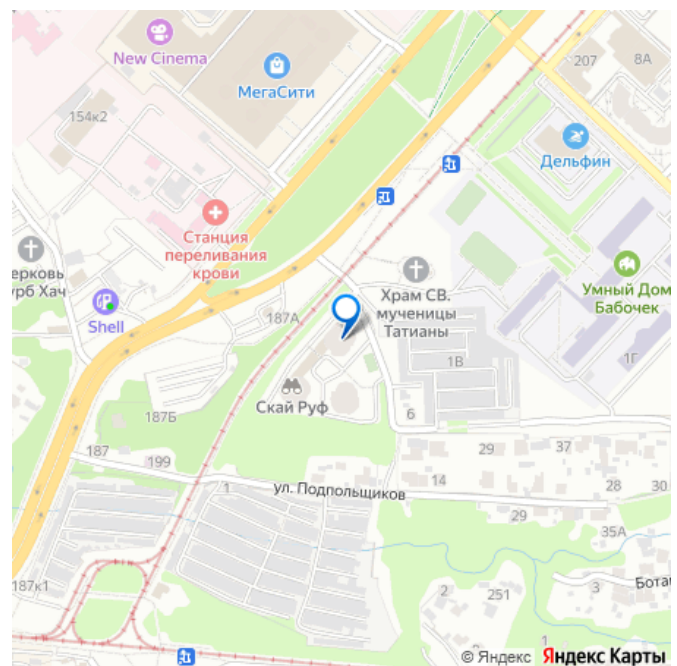 New Cinema
МегаСити
207
8А
154к2
Дельфин
Станция
переливания
крови
ерковь
урб Хач
Shell
187А
Храм СВ.
мученицы
Татианы
Умный Дом
Бабочек
1В
1Г
Скай Руф
187Б
6
187
199
29
37
1
ул. Подпольщиков
14
28
30
29
35А
187к1
2
251
3
Бота
1
© Яндекс Яндекс Карты